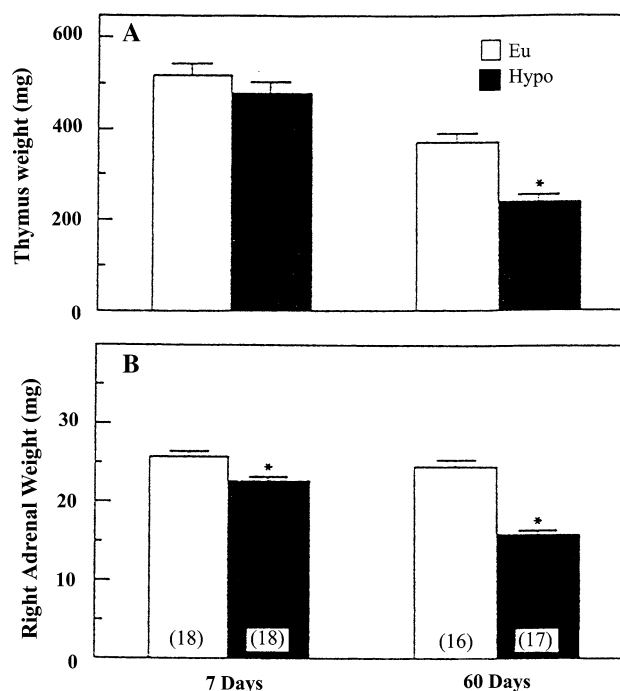 A
Eu
Hypo
Thymus weight (mg)
600
400
200
0
*
B
Right Adrenal Weight (mg)
30
20
10
0
*
*
(18)
(18)
(16)
(17)
7 Days
60 Days